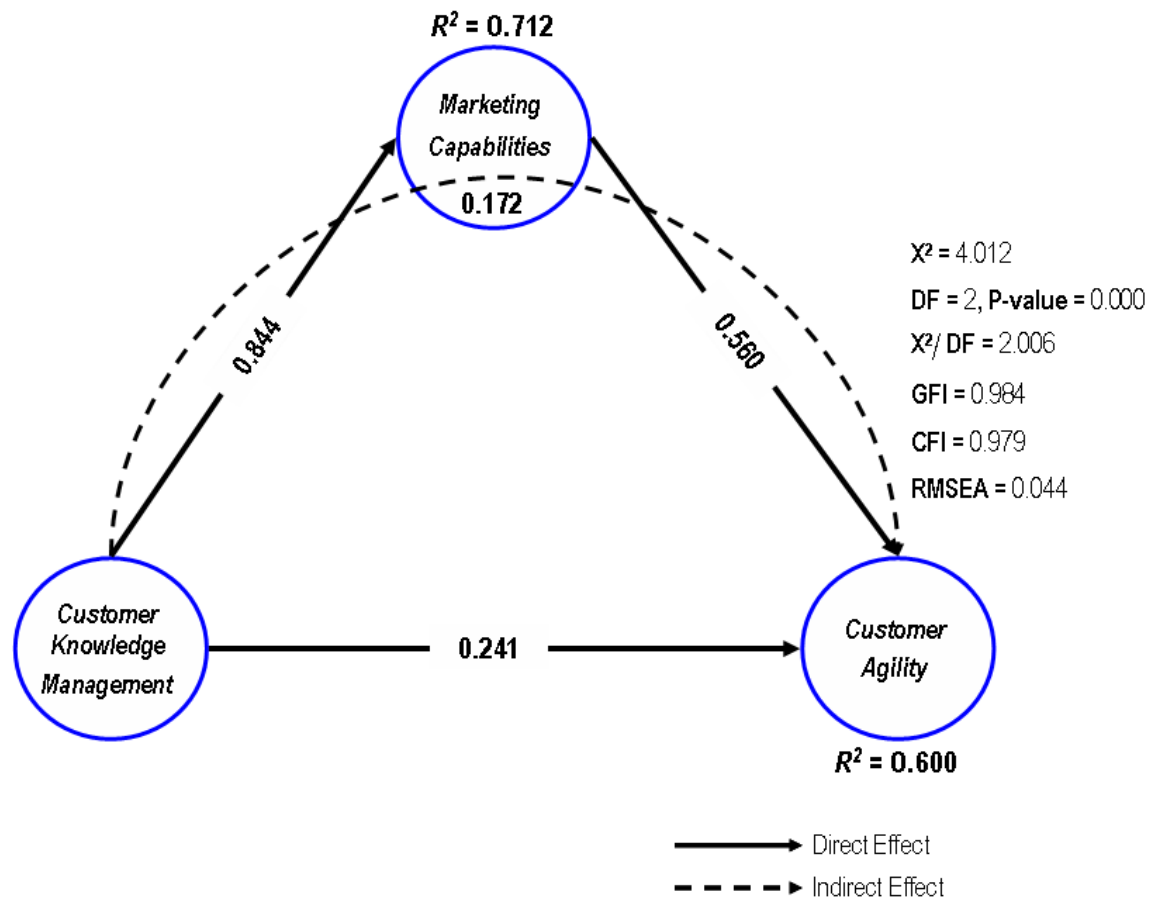 R² = 0.712
Marketing
Capabilities
0.172
X² = 4.012
DF = 2, P-value = 0.000
X²/ DF = 2.006
GFI = 0.984
CFI = 0.979
RMSEA = 0.044
0.844
0.560
Customer
Knowledge
Management
0.241
Customer
Agility
R² = 0.600
Direct Effect
Indirect Effect